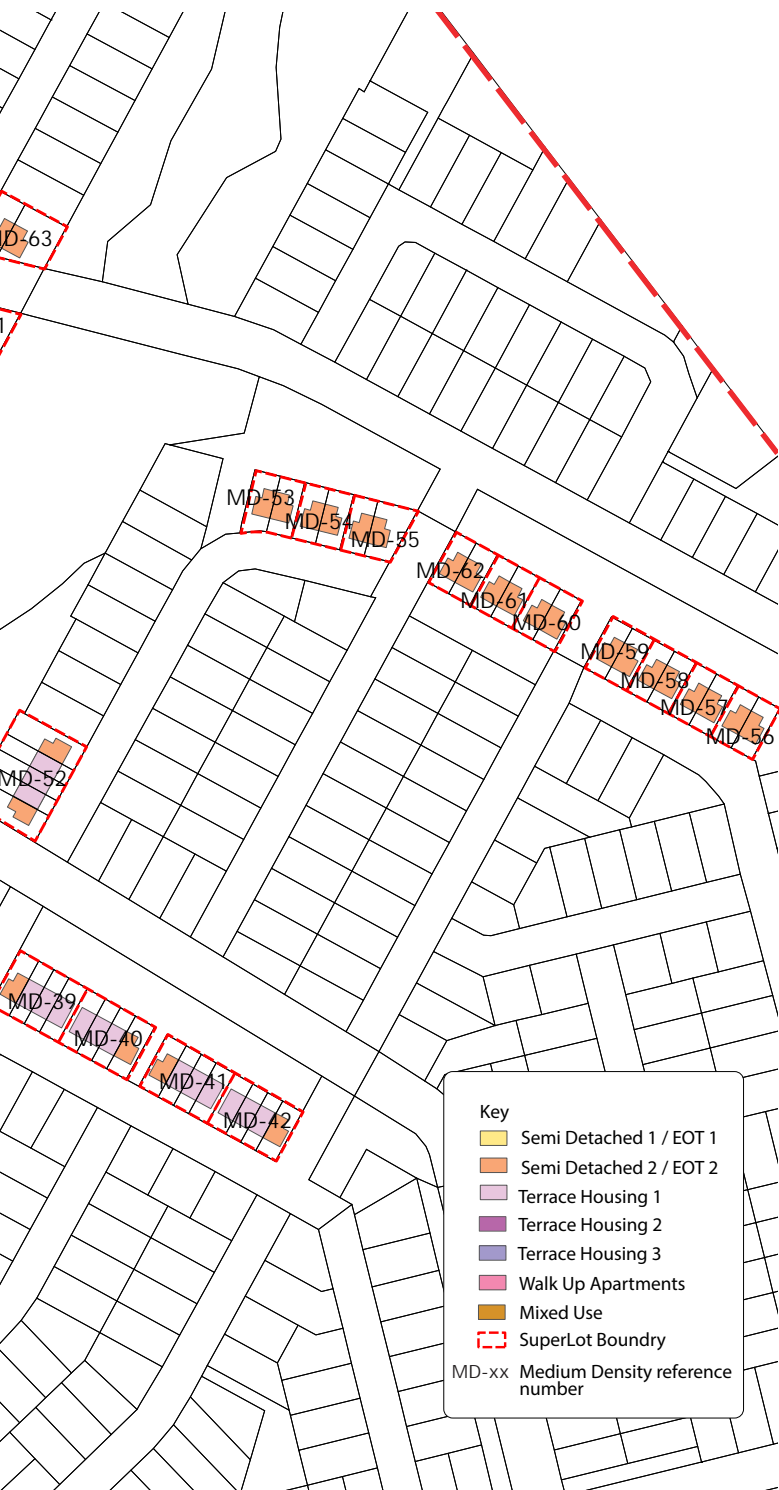 D-63
1
MD-53
MD-54
MD-55
MD-62
MD-61
MD-60
MD-59
MD-58
MD-57
MD-56
MD-52
MD-39
MD-40
MD-41
MD-42
Key
Semi Detached 1 / EOT 1
Semi Detached 2 / EOT 2
Terrace Housing 1
Terrace Housing 2
Terrace Housing 3
Walk Up Apartments
Mixed Use
SuperLot Boundry
MD-xx Medium Density reference
number